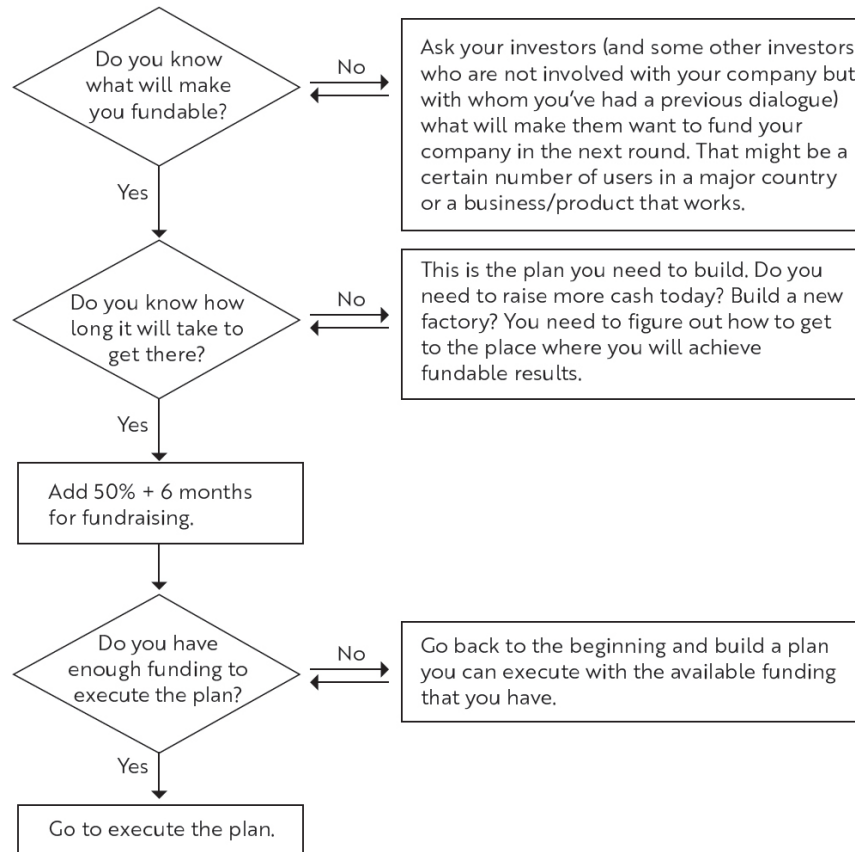 Do you know
what will make
you fundable?
No
Ask your investors (and some other investors
who are not involved with your company but
with whom you've had a previous dialogue)
what will make them want to fund your
company in the next round. That might be a
certain number of users in a major country
or a business/product that works.
Yes
Do you know how
long it will take to
get there?
No
This is the plan you need to build. Do you
need to raise more cash today? Build a new
factory? You need to figure out how to get
to the place where you will achieve
fundable results.
Yes
Add 50% + 6 months
for fundraising.
Do you have
enough funding to
execute the plan?
No
Go back to the beginning and build a plan
you can execute with the available funding
that you have.
Yes
Go to execute the plan.